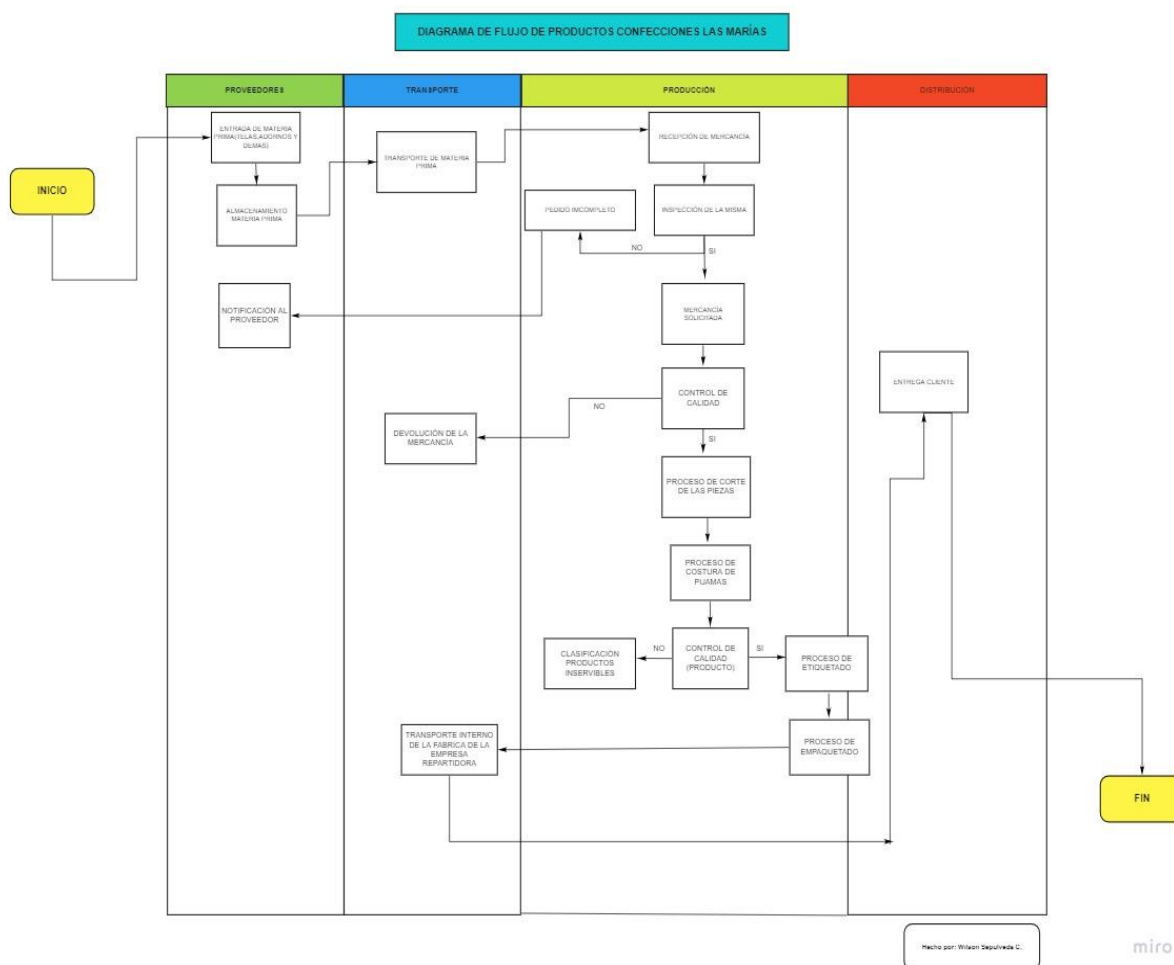 DIAGRAMA DE FLUJO DE PRODUCTOS CONFECCIONES LAS MARÍAS
PROVEEDORES
TRANSPORTE
PRODUCCIÓN
DISTRIBUCIÓN
INICIO
ENTRADA DE MATERIA
PRIMA(TELAS,ADORNOS Y
DEMAS)
TRANSPORTE DE MATERIA
PRIMA
RECEPCIÓN DE MERCANCÍA
ALMACENAMIENTO
MATERIA PRIMA
PEDIDO IMCOMPLETO
INSPECCIÓN DE LA MISMA
NO
SI
NOTIFICACIÓN AL
PROVEEDOR
MERCANCÍA
SOLICITADA
ENTREGA CLIENTE
CONTROL DE
CALIDAD
NO
DEVOLUCIÓN DE LA
MERCANCÍA
SI
PROCESO DE CORTE
DE LAS PIEZAS
PROCESO DE
COSTURA DE
PIJAMAS
CLASIFICACIÓN
PRODUCTOS
INSERVIBLES
NO
CONTROL DE
CALIDAD
(PRODUCTO)
SI
PROCESO DE
ETIQUETADO
TRANSPORTE INTERNO
DE LA FABRICA DE LA
EMPRESA
REPARTIDORA
PROCESO DE
EMPAQUETADO
FIN
Hecho por: Wilson Sepulveda C.
miro